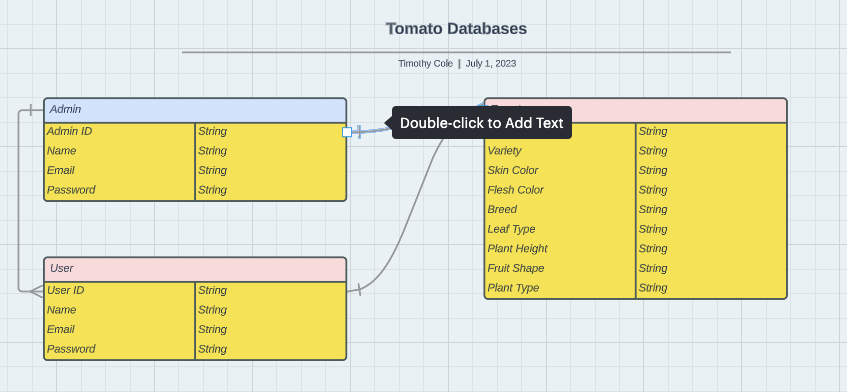 Tomato Databases
Timothy Cole | July 1, 2023
Admin
Admin ID String
Name String
Email String
Password String
User
User ID String
Name String
Email String
Password String
Double-click to Add Text
String
Variety String
Skin Color String
Flesh Color String
Breed String
Leaf Type String
Plant Height String
Fruit Shape String
Plant Type String